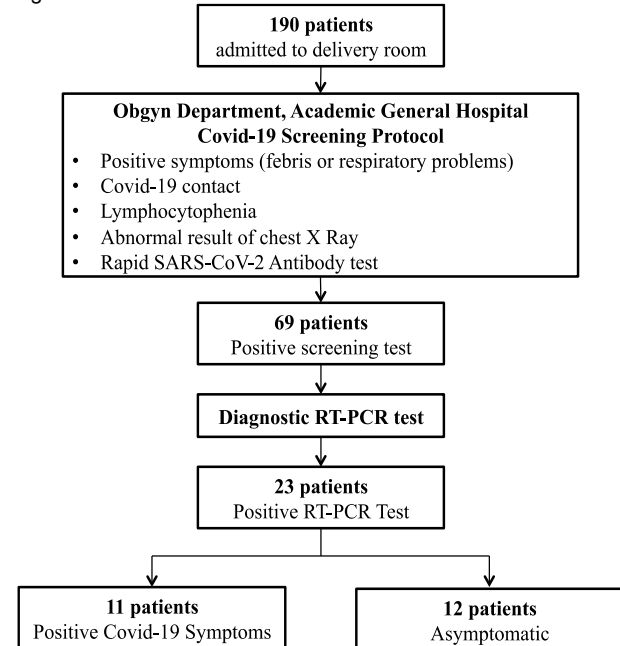 190 patients
admitted to delivery room
Obgyn Department, Academic General Hospital
Covid-19 Screening Protocol
• Positive symptoms (febris or respiratory problems)
• Covid-19 contact
• Lymphocytophenia
• Abnormal result of chest X Ray
• Rapid SARS-CoV-2 Antibody test
69 patients
Positive screening test
Diagnostic RT-PCR test
23 patients
Positive RT-PCR Test
11 patients
Positive Covid-19 Symptoms
12 patients
Asymptomatic